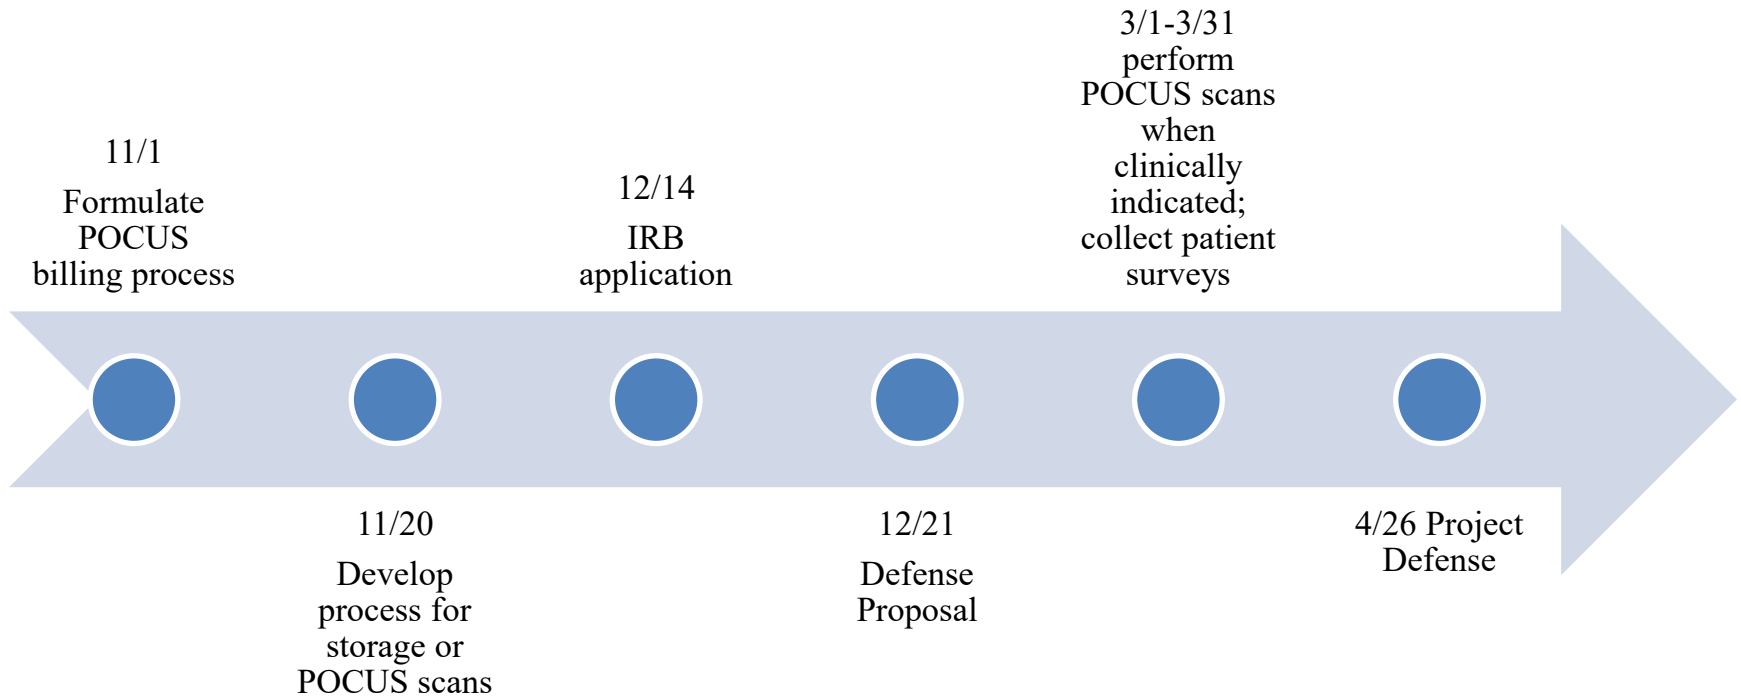 11/1
Formulate
POCUS
billing process
11/20
Develop
process for
storage or
POCUS scans
12/14
IRB
application
12/21
Defense
Proposal
3/1-3/31
perform
POCUS scans
when
clinically
indicated;
collect patient
surveys
4/26 Project
Defense